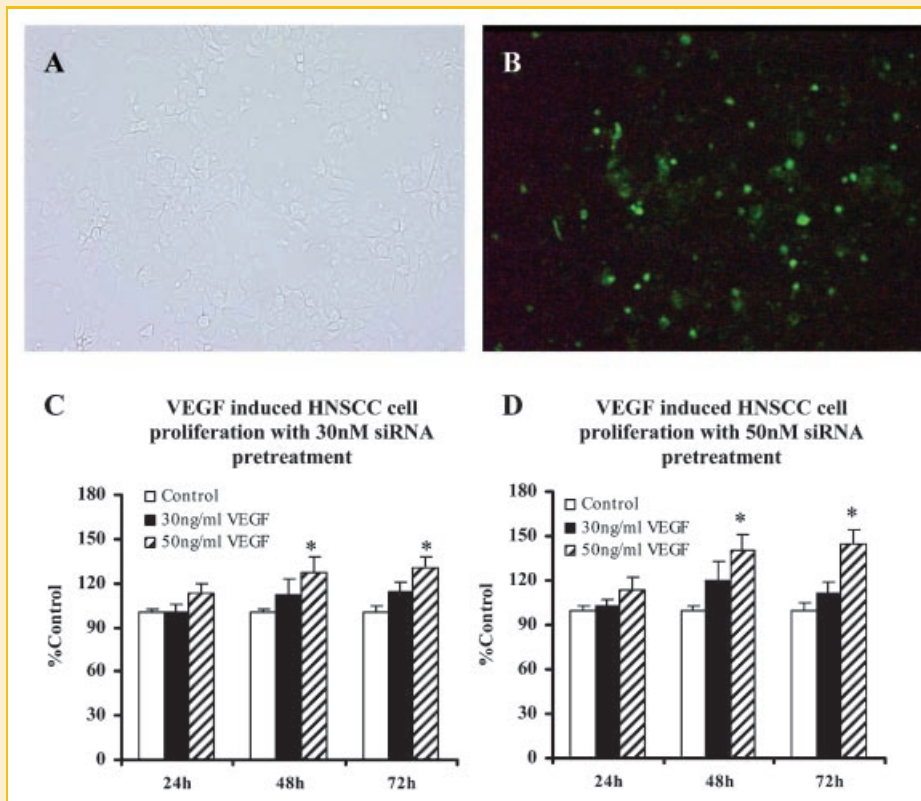 A
B
C
VEGF induced HNSCC cell
proliferation with 30nM siRNA
pretreatment
%Control
180
150
120
90
60
30
0
Control
30ng/ml VEGF
50ng/ml VEGF
*
*
24h
48h
72h
D
VEGF induced HNSCC cell
proliferation with 50nM siRNA
pretreatment
%Control
180
150
120
90
60
30
0
Control
30ng/ml VEGF
50ng/ml VEGF
*
*
24h
48h
72h